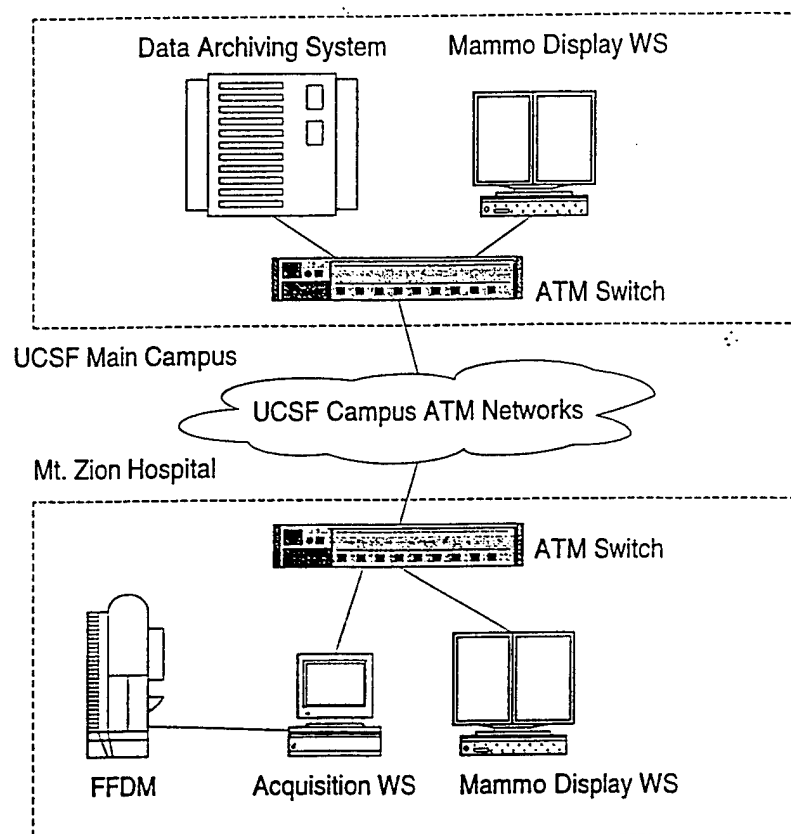 Data Archiving System
Mammo Display WS
ATM Switch
UCSF Main Campus
UCSF Campus ATM Networks
Mt. Zion Hospital
ATM Switch
FFDM
Acquisition WS
Mammo Display WS